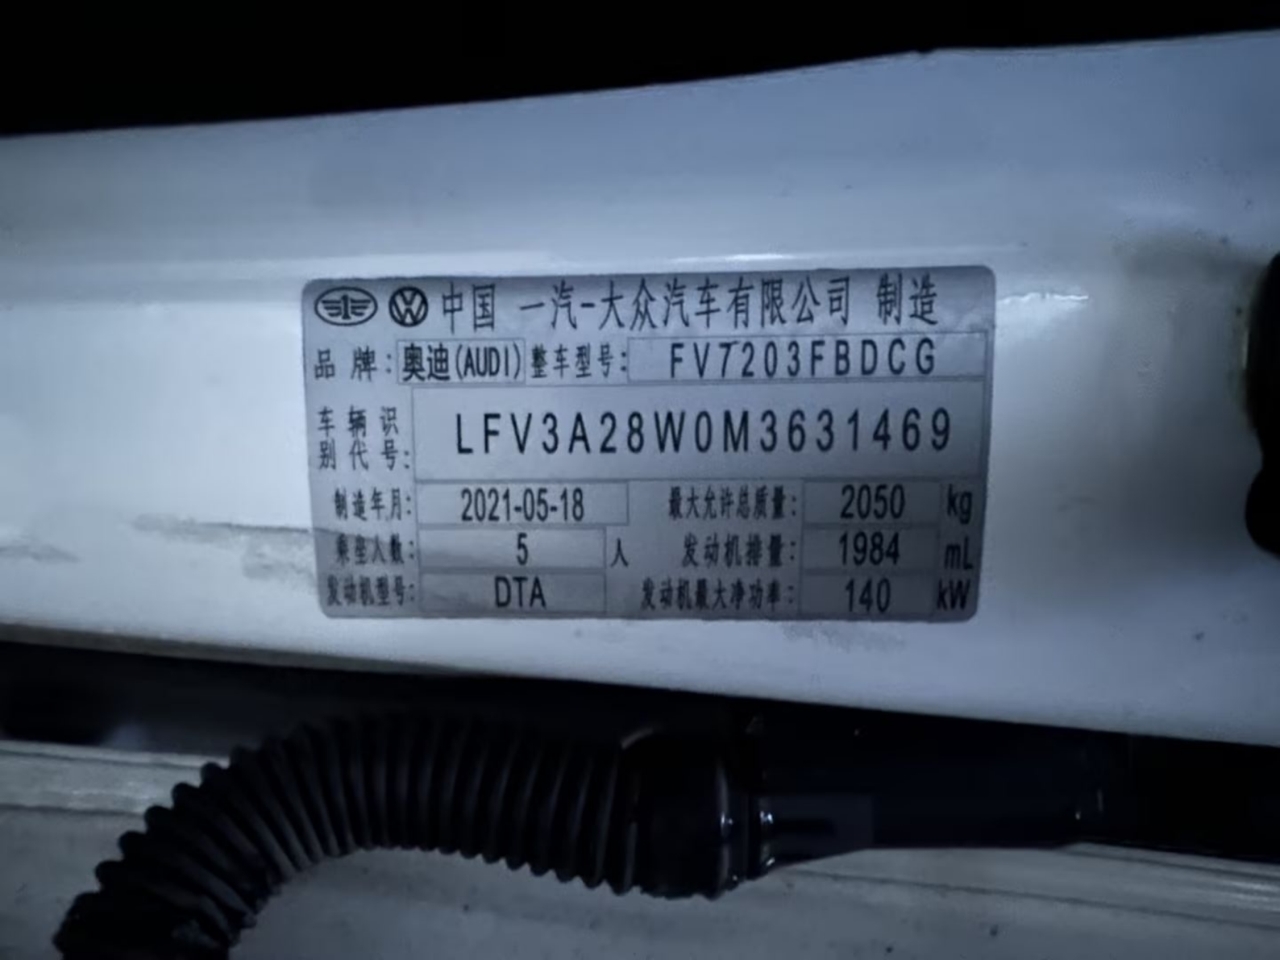 中国 一汽-大众汽车有限公司 制造
品 牌: 奥迪(AUDI) 整车型号: FV7203FBDCG
车 辆 识
别 代 号: LFV3A28W0M3631469
制造年月: 2021-05-18 最大允许总质量: 2050 kg
乘坐人数: 5 人 发动机排量: 1984 mL
发动机型号: DTA 发动机最大净功率: 140 kW